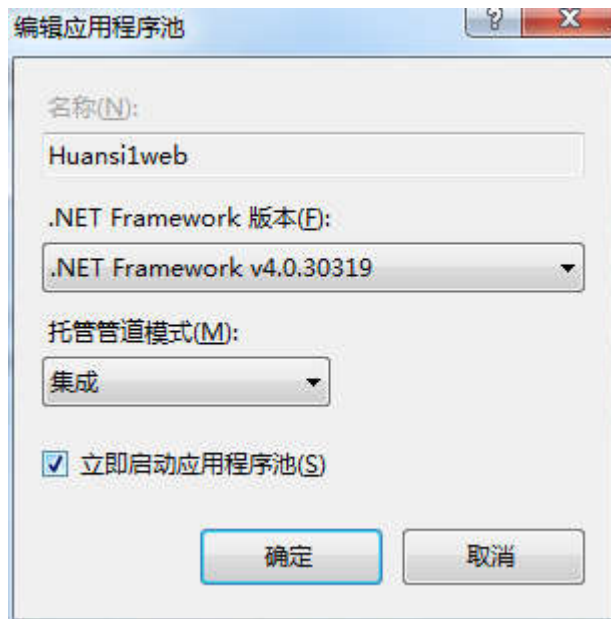 编辑应用程序池
名称(N):
Huansi1web
.NET Framework 版本(F):
.NET Framework v4.0.30319
托管管道模式(M):
集成
立即启动应用程序池(S)
确定
取消